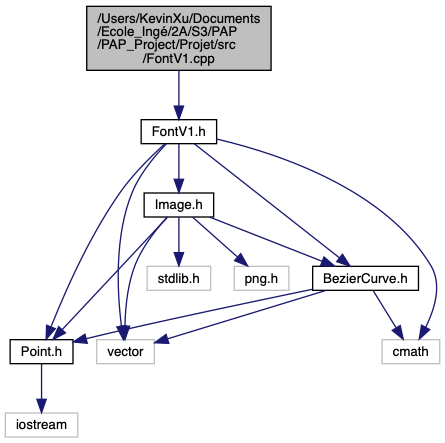 /Users/KevinXu/Documents
/Ecole_Ingé/2A/S3/PAP
/PAP_Project/Projet/src
/FontV1.cpp
FontV1.h
Image.h
stdlib.h
png.h
BezierCurve.h
Point.h
vector
cmath
iostream